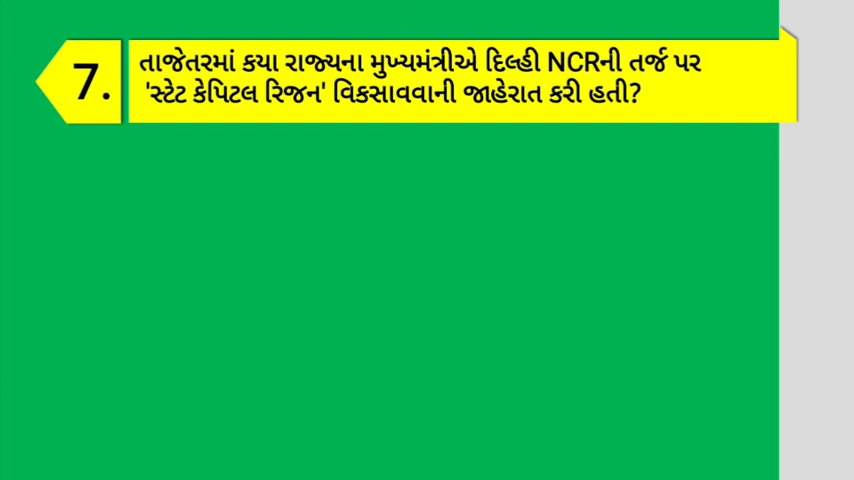 7.
તાજેતરમાં કયા રાજ્યના મુખ્યમંત્રીએ દિલ્હી NCRની તર્જ પર
'સ્ટેટ કેપિટલ રિજન' વિકસાવવાની જાહેરાત કરી હતી?